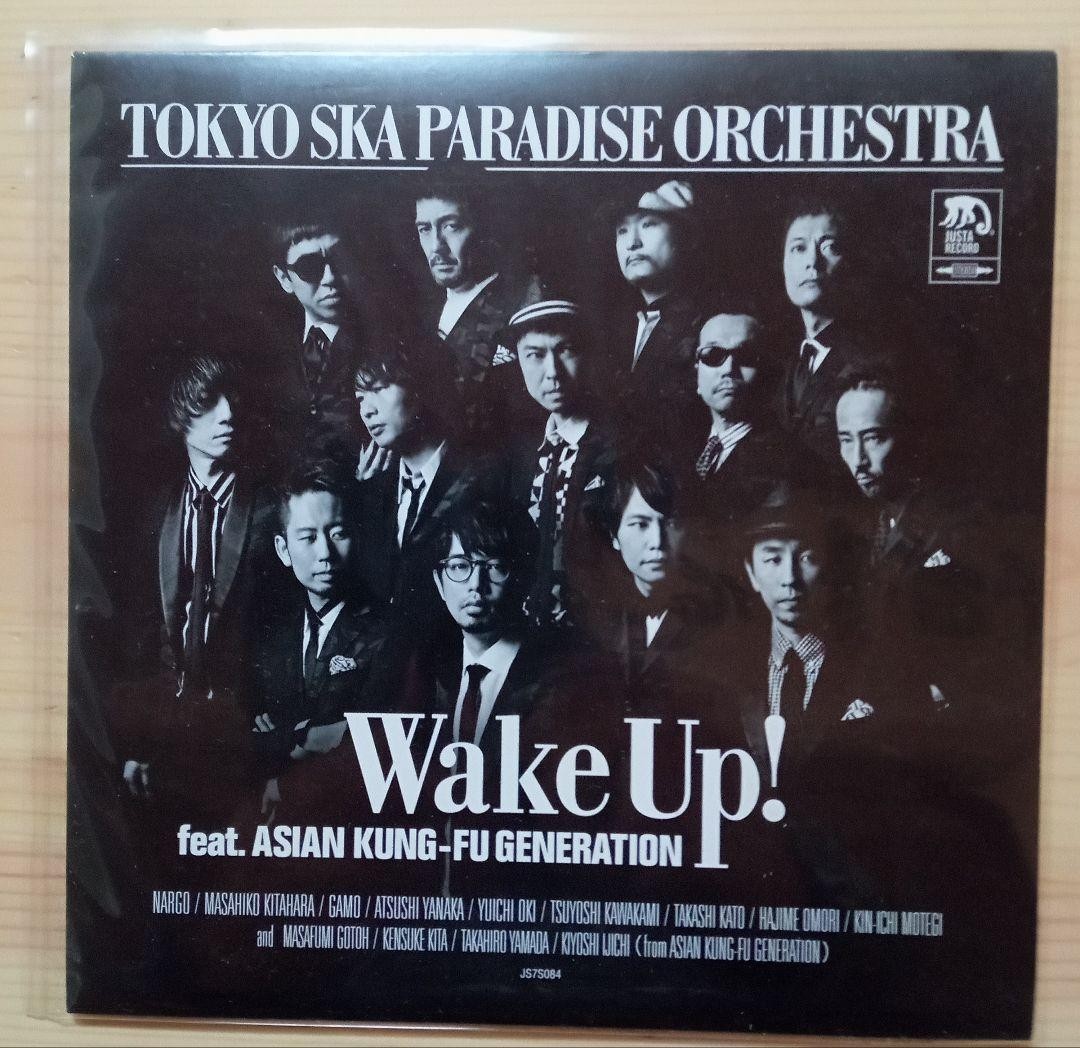 TOKYO SKA PARADISE ORCHESTRA
JUSTA
RECORD
Wake Up!
feat. ASIAN KUNG-FU GENERATION
NARGO / MASAHIKO KITAHARA / GAMO / ATSUSHI YANAKA / YUICHI OKI / TSUYOSHI KAWAKAMI / TAKASHI KATO / HAJIME OMORI / KIN-ICHI MOTEGI
and MASAFUMI GOTOH / KENSUKE KITA / TAKAHIRO YAMADA / KIYOSHI IJICHI (from ASIAN KUNG-FU GENERATION)
JS7S084